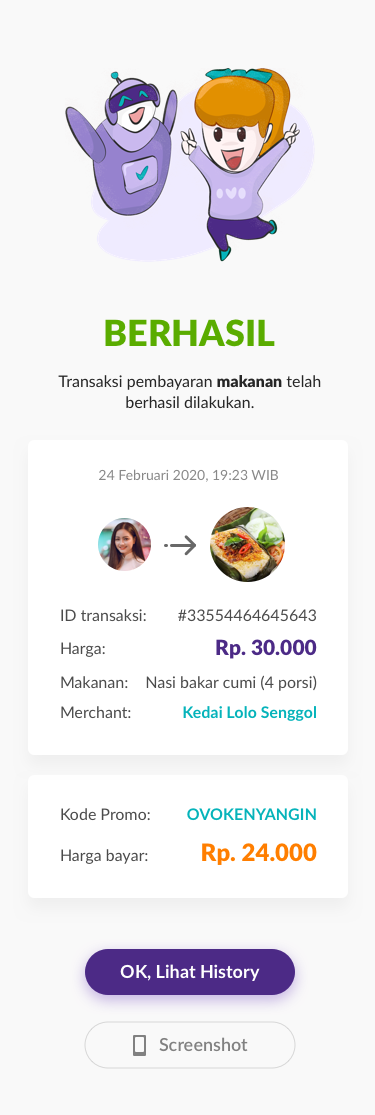 BERHASIL
Transaksi pembayaran makanan telah
berhasil dilakukan.
24 Februari 2020, 19:23 WIB
ID transaksi: #33554464645643
Harga: Rp. 30.000
Makanan: Nasi bakar cumi (4 porsi)
Merchant: Kedai Lolo Senggol
Kode Promo: OVOKENYANGIN
Harga bayar: Rp. 24.000
OK, Lihat History
Screenshot